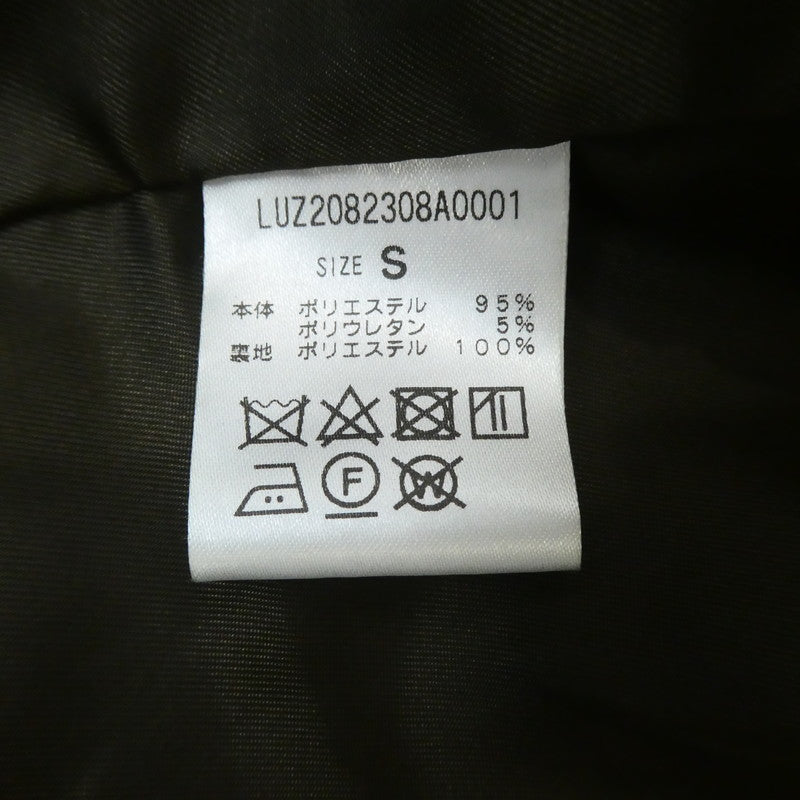 LUZ2082308A0001
SIZE S
本体 ポリエステル 95%
ポリウレタン 5%
裏地 ポリエステル 100%
F W